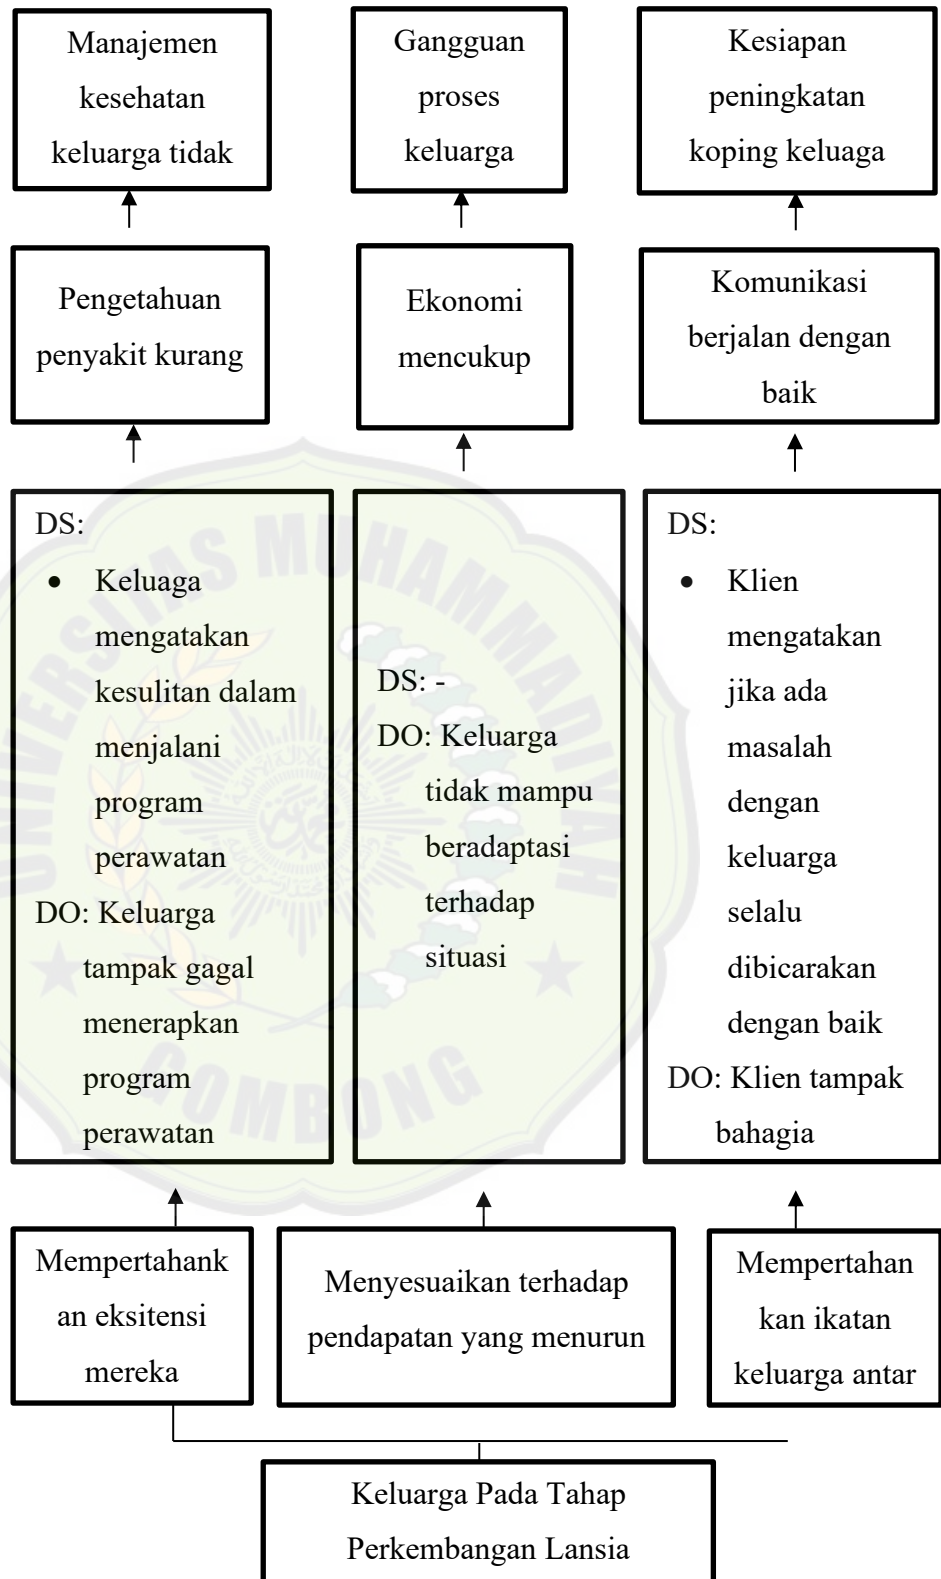 Manajemen
kesehatan
keluarga tidak
Gangguan
proses
keluarga
Kesiapan
peningkatan
koping keluaga
Pengetahuan
penyakit kurang
Ekonomi
mencukup
Komunikasi
berjalan dengan
baik
DS:
• Keluaga
mengatakan
kesulitan dalam
menjalani
program
perawatan
DO: Keluarga
tampak gagal
menerapkan
program
perawatan
DS: -
DO: Keluarga
tidak mampu
beradaptasi
terhadap
situasi
DS:
• Klien
mengatakan
jika ada
masalah
dengan
keluarga
selalu
dibicarakan
dengan baik
DO: Klien tampak
bahagia
Mempertahank
an eksitensi
mereka
Menyesuaikan terhadap
pendapatan yang menurun
Mempertahan
kan ikatan
keluarga antar
Keluarga Pada Tahap
Perkembangan Lansia
UNIVERSITAS MUHAMMADIYAH
GOMBONG